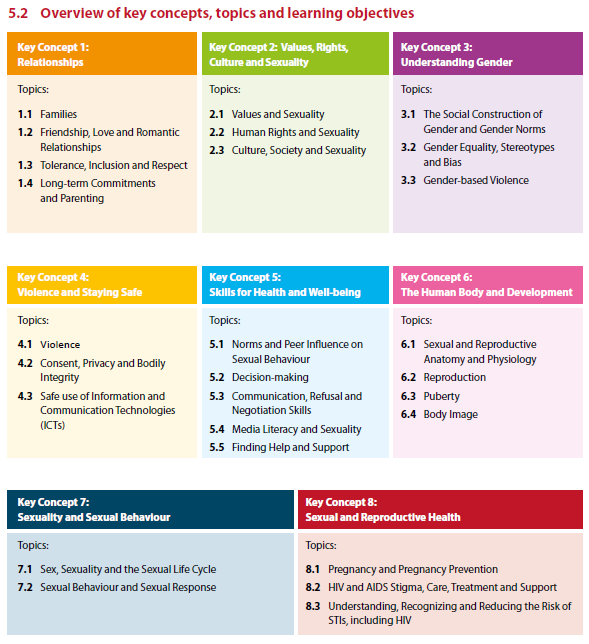 5.2 Overview of key concepts, topics and learning objectives
Key Concept 1:
Relationships
Topics:
1.1 Families
1.2 Friendship, Love and Romantic
Relationships
1.3 Tolerance, Inclusion and Respect
1.4 Long-term Commitments
and Parenting
Key Concept 2: Values, Rights,
Culture and Sexuality
Topics:
2.1 Values and Sexuality
2.2 Human Rights and Sexuality
2.3 Culture, Society and Sexuality
Key Concept 3:
Understanding Gender
Topics:
3.1 The Social Construction of
Gender and Gender Norms
3.2 Gender Equality, Stereotypes
and Bias
3.3 Gender-based Violence
Key Concept 4:
Violence and Staying Safe
Topics:
4.1 Violence
4.2 Consent, Privacy and Bodily
Integrity
4.3 Safe use of Information and
Communication Technologies
(ICTs)
Key Concept 5:
Skills for Health and Well-being
Topics:
5.1 Norms and Peer Influence on
Sexual Behaviour
5.2 Decision-making
5.3 Communication, Refusal and
Negotiation Skills
5.4 Media Literacy and Sexuality
5.5 Finding Help and Support
Key Concept 6:
The Human Body and Development
Topics:
6.1 Sexual and Reproductive
Anatomy and Physiology
6.2 Reproduction
6.3 Puberty
6.4 Body Image
Key Concept 7:
Sexuality and Sexual Behaviour
Topics:
7.1 Sex, Sexuality and the Sexual Life Cycle
7.2 Sexual Behaviour and Sexual Response
Key Concept 8:
Sexual and Reproductive Health
Topics:
8.1 Pregnancy and Pregnancy Prevention
8.2 HIV and AIDS Stigma, Care, Treatment and Support
8.3 Understanding, Recognizing and Reducing the Risk of
STIs, including HIV